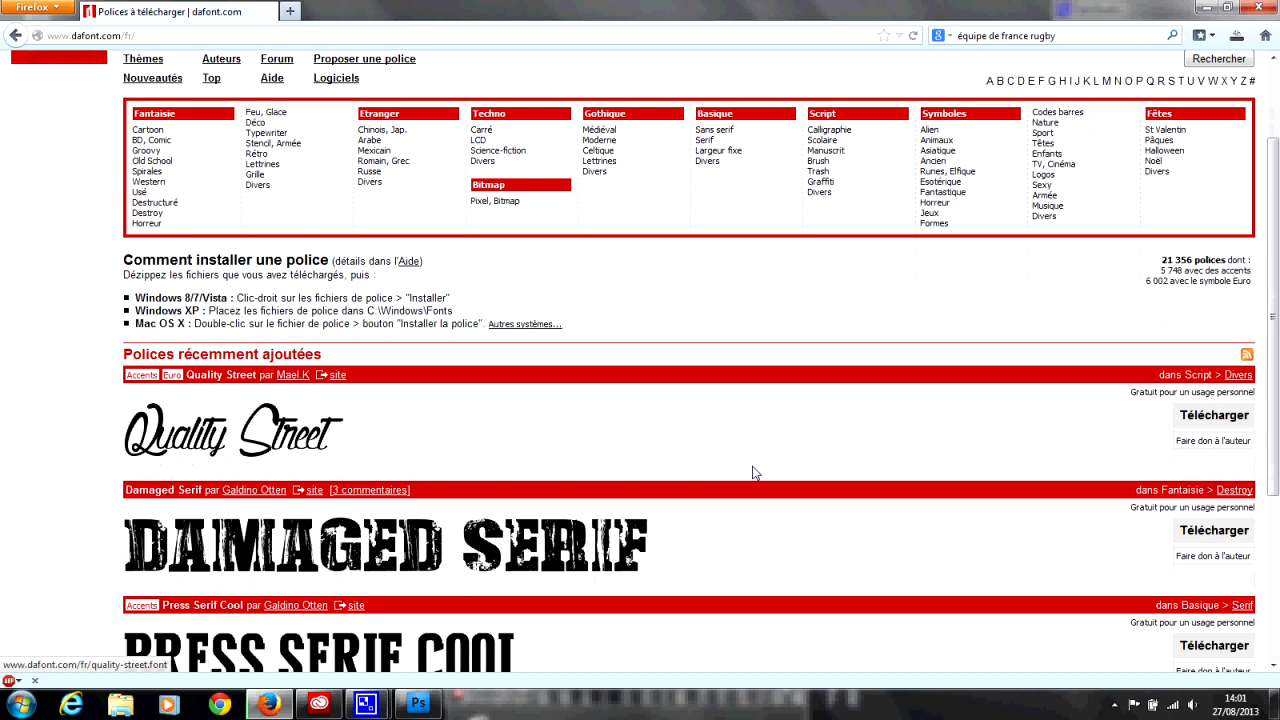 Firefox
Polices à télécharger | dafont.com
www.dafont.com/fr/
équipe de france rugby
Thèmes Auteurs Forum Proposer une police
Rechercher
Nouveautés Top Aide Logiciels
A B C D E F G H I J K L M N O P Q R S T U V W X Y Z #
Fantaisie
Cartoon
BD, Comic
Groovy
Old School
Spirales
Western
Usé
Destructuré
Destroy
Horreur
Feu, Glace
Déco
Typewriter
Stencil, Armée
Rétro
Lettrines
Grille
Divers
Etranger
Chinois, Jap.
Arabe
Mexicain
Romain, Grec
Russe
Divers
Techno
Carré
LCD
Science-fiction
Divers
Bitmap
Pixel, Bitmap
Gothique
Médiéval
Moderne
Celtique
Lettrines
Divers
Basique
Sans serif
Serif
Largeur fixe
Divers
Script
Calligraphie
Scolaire
Manuscrit
Brush
Trash
Graffiti
Divers
Symboles
Alien
Animaux
Asiatique
Ancien
Runes, Elfique
Esotérique
Fantastique
Horreur
Jeux
Formes
Codes barres
Nature
Sport
Têtes
Enfants
TV, Cinéma
Logos
Sexy
Armée
Musique
Divers
Fêtes
St Valentin
Pâques
Halloween
Noël
Divers
Comment installer une police (détails dans l'Aide)
Dézippez les fichiers que vous avez téléchargés, puis :
Windows 8/7/Vista : Clic-droit sur les fichiers de police > "Installer"
Windows XP : Placez les fichiers de police dans C:\Windows\Fonts
Mac OS X : Double-clic sur le fichier de police > bouton "Installer la police". Autres systèmes...
21 356 polices dont :
5 748 avec des accents
6 002 avec le symbole Euro
Polices récemment ajoutées
Accents Euro Quality Street par Mael.K site dans Script > Divers
Gratuit pour un usage personnel
Quality Street
Télécharger
Faire don à l'auteur
Damaged Serif par Galdino Otten site [3 commentaires] dans Fantaisie > Destroy
Gratuit pour un usage personnel
DAMAGED SERIF
Télécharger
Faire don à l'auteur
Accents Press Serif Cool par Galdino Otten site dans Basique > Serif
Gratuit pour un usage personnel
PRESS SERIF COOL
Télécharger
Faire don à l'auteur
www.dafont.com/fr/quality-street.font
ABP
Ps
14:01
27/08/2013